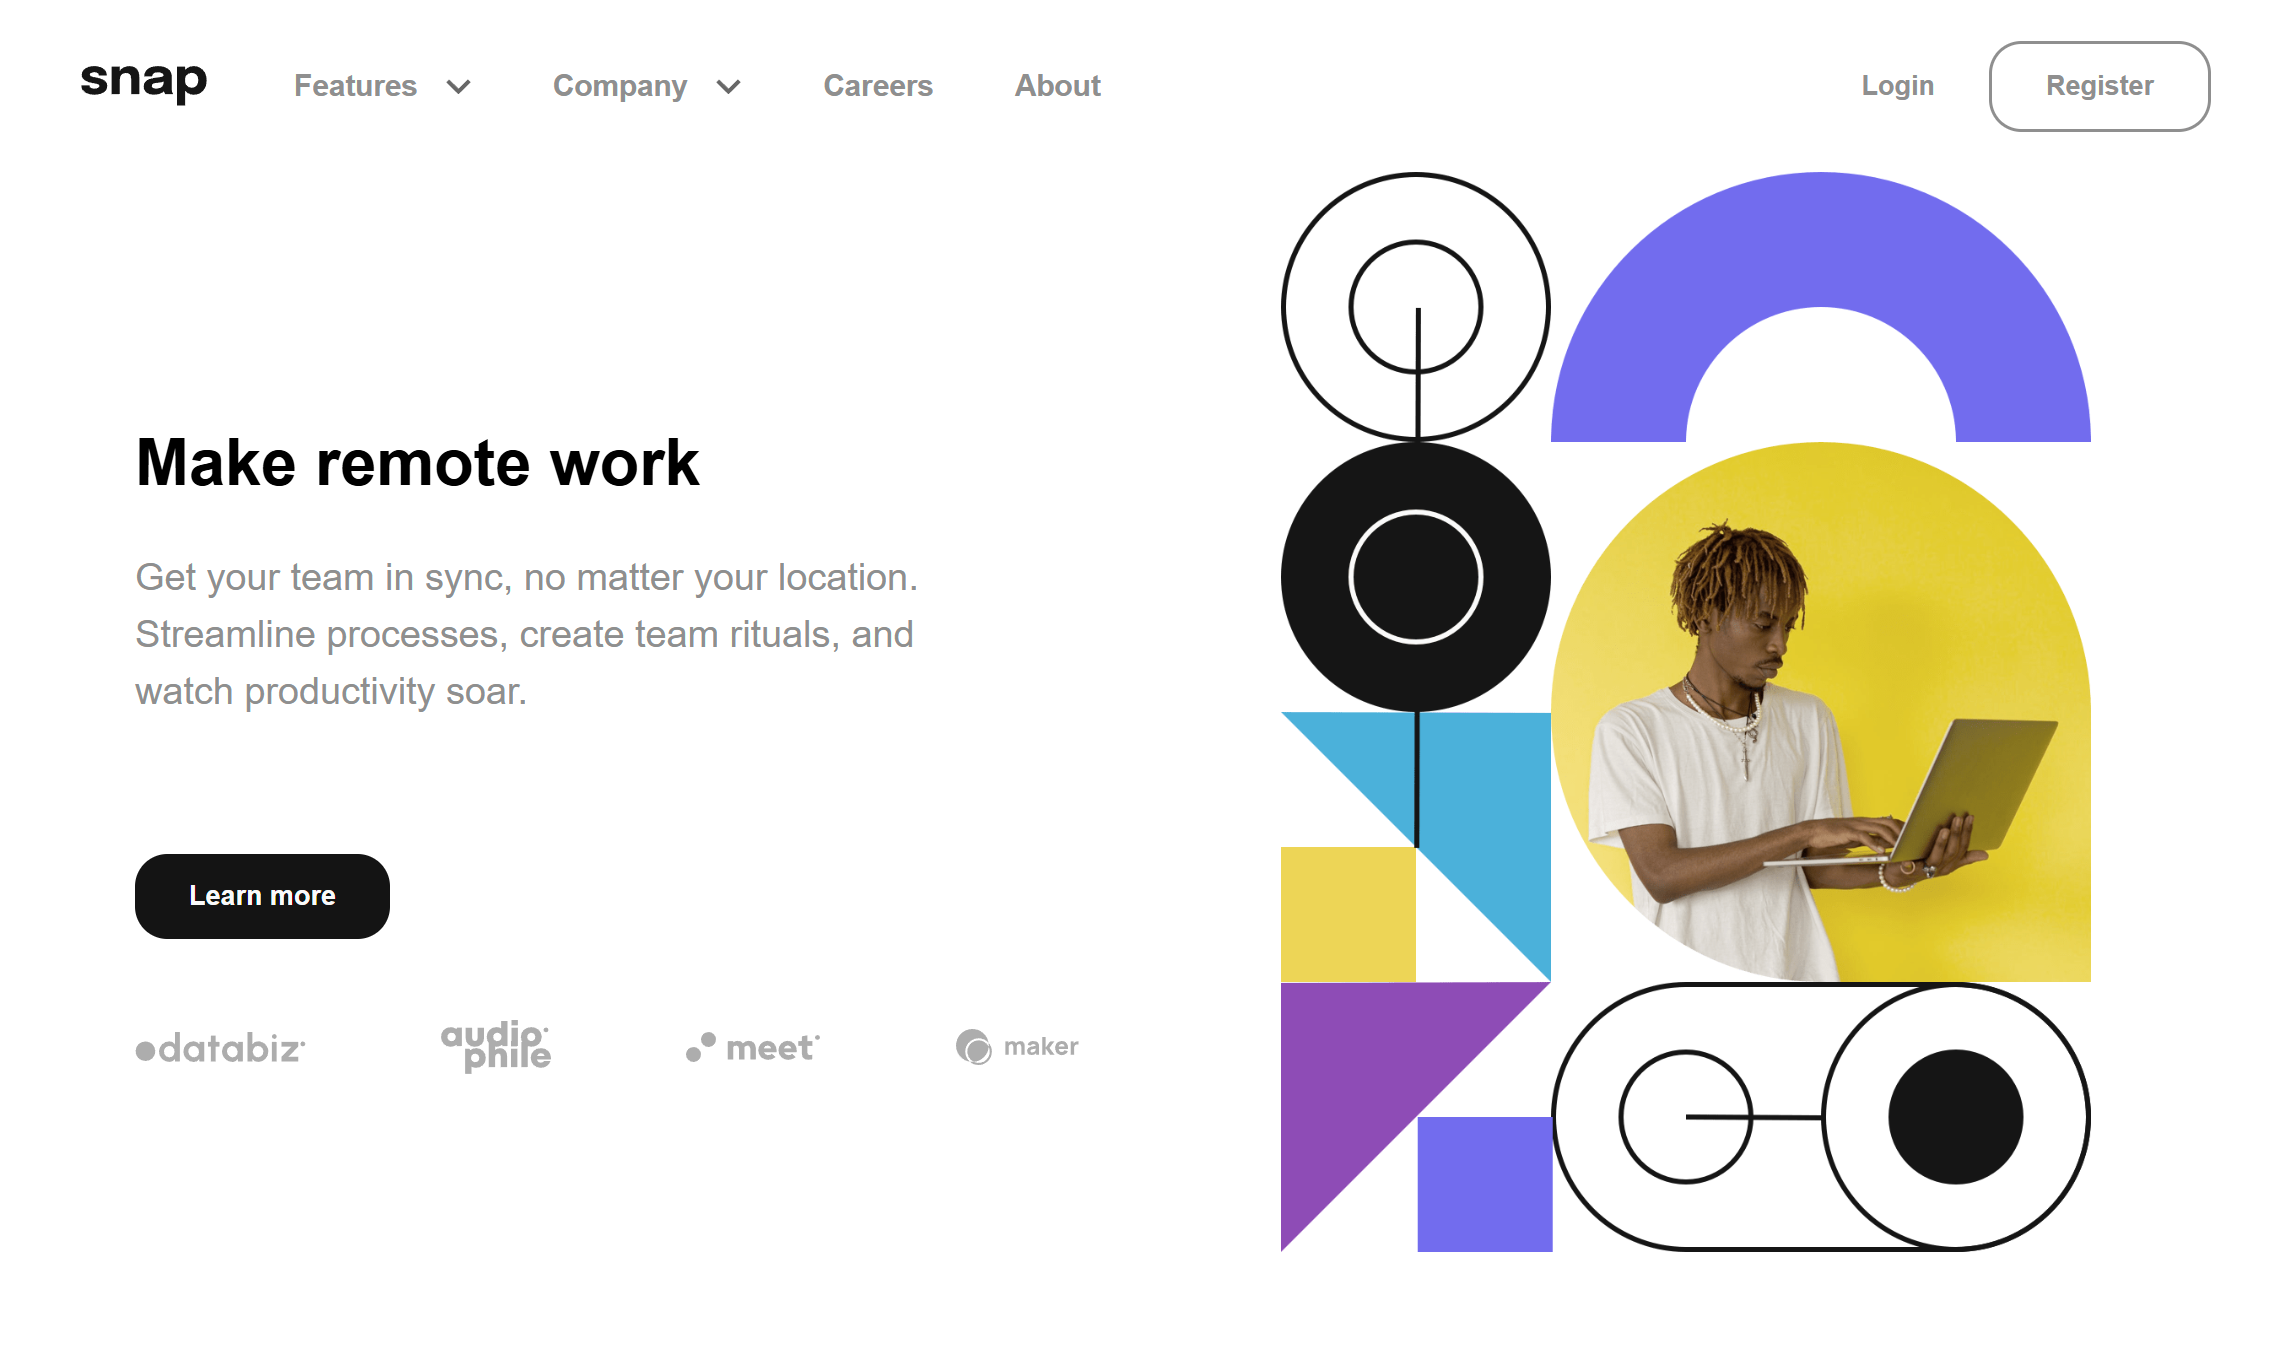 snap Features Company Careers About Login Register
Make remote work
Get your team in sync, no matter your location.
Streamline processes, create team rituals, and
watch productivity soar.
Learn more
databiz audiophile meet maker